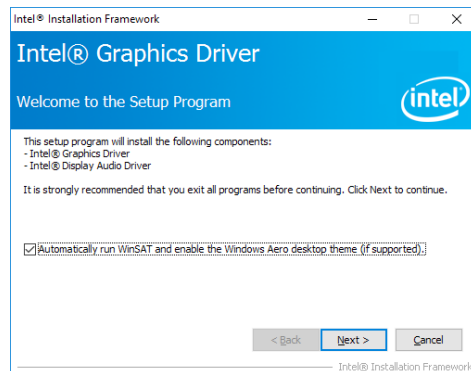 Intel® Installation Framework
Intel® Graphics Driver
Welcome to the Setup Program
intel
This setup program will install the following components:
- Intel® Graphics Driver
- Intel® Display Audio Driver
It is strongly recommended that you exit all programs before continuing. Click Next to continue.
Automatically run WinSAT and enable the Windows Aero desktop theme (if supported).
< Back Next > Cancel
Intel® Installation Framework